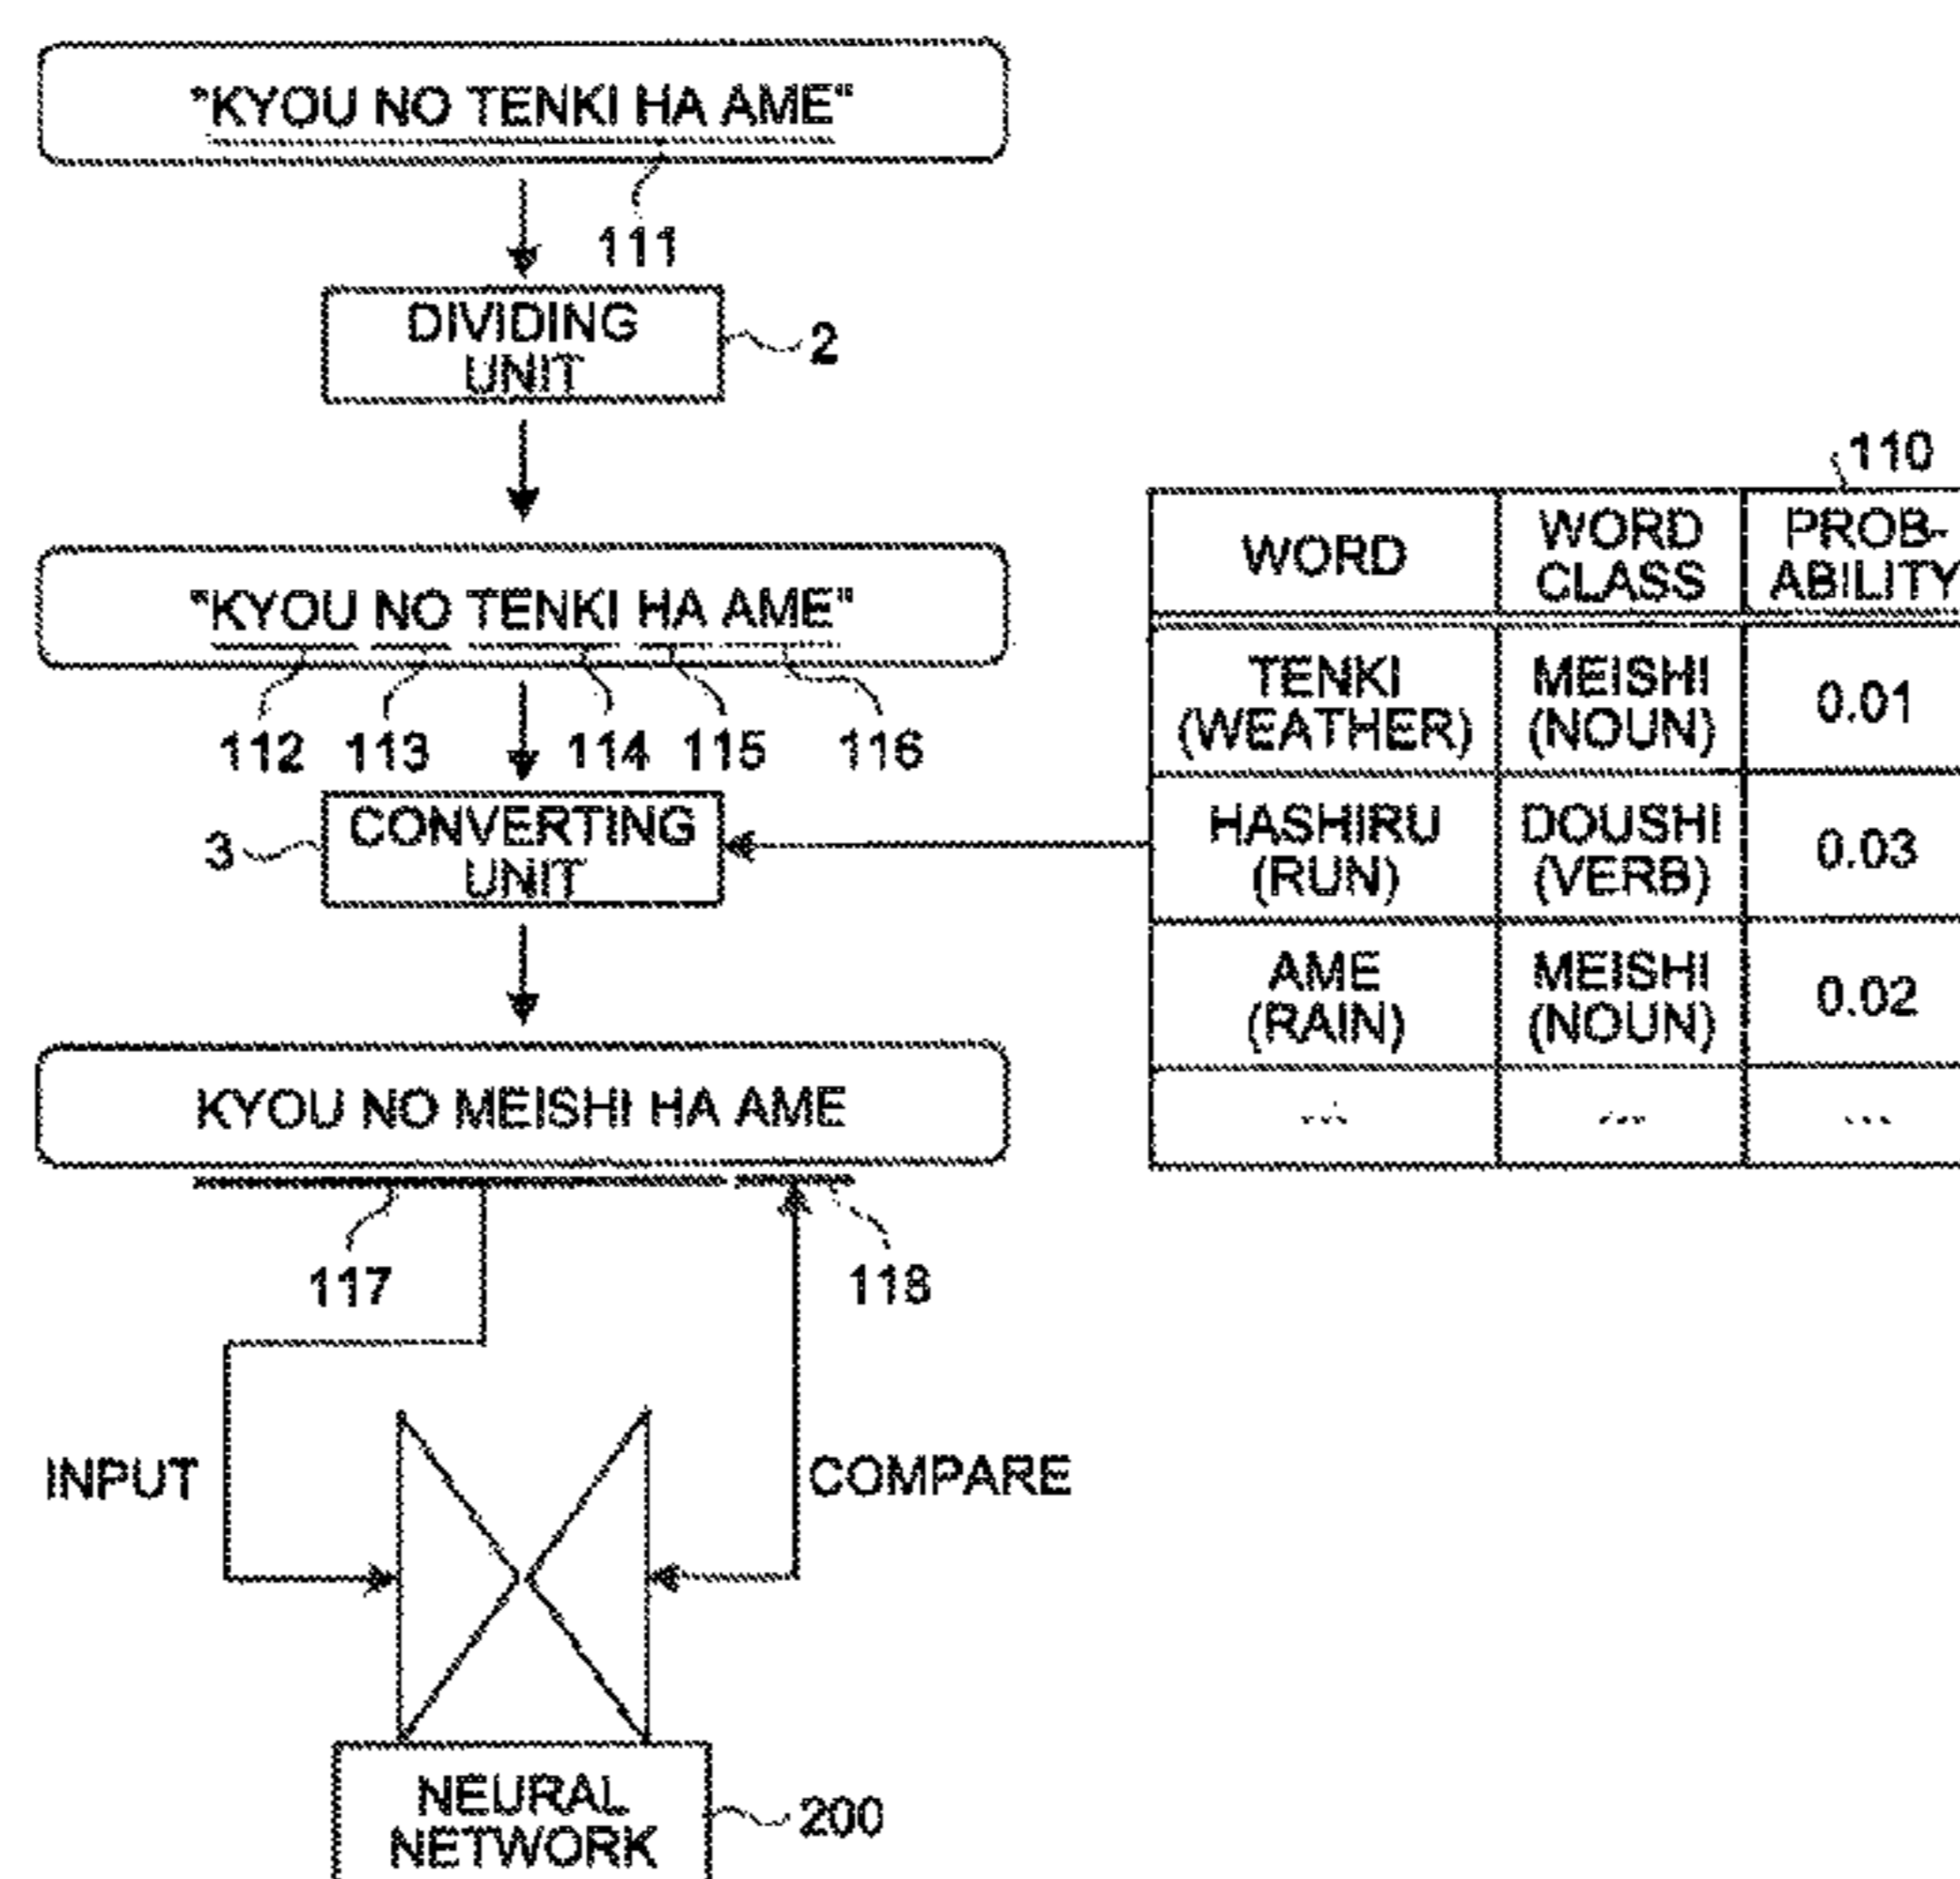 "KYOU NO TENKI HA AME"
111
DIVIDING
UNIT
2
"KYOU NO TENKI HA AME"
112 113 114 115 116
3
CONVERTING
UNIT
110
WORD
WORD
CLASS
PROB-
ABILITY
TENKI
(WEATHER)
MEISHI
(NOUN)
0.01
HASHIRU
(RUN)
DOUSHI
(VERB)
0.03
AME
(RAIN)
MEISHI
(NOUN)
0.02
... ... ...
KYOU NO MEISHI HA AME
117 118
INPUT
COMPARE
NEURAL
NETWORK
200